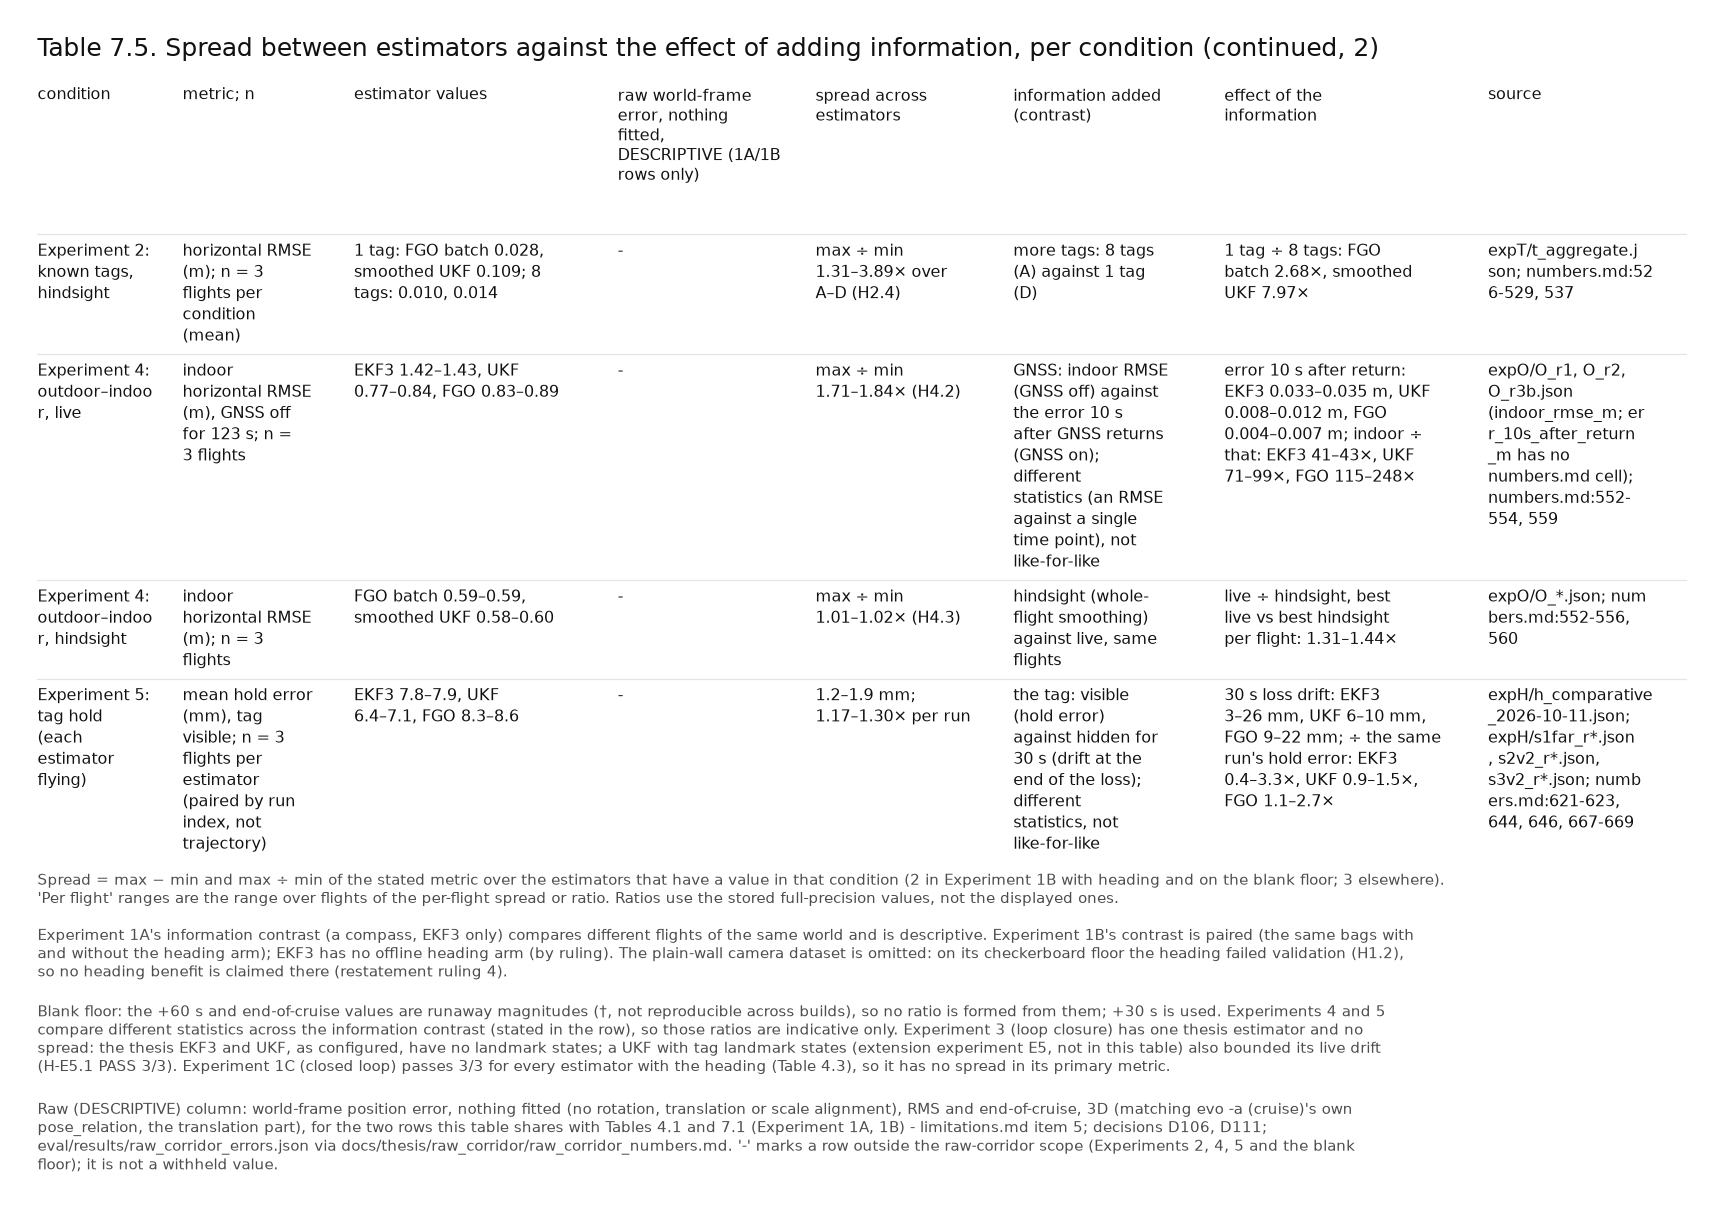 Table 7.5. Spread between estimators against the effect of adding information, per condition (continued, 2)
condition
metric; n
estimator values
raw world-frame
error, nothing
fitted,
DESCRIPTIVE (1A/1B
rows only)
spread across
estimators
information added
(contrast)
effect of the
information
source
Experiment 2:
known tags,
hindsight
horizontal RMSE
(m); n = 3
flights per
condition
(mean)
1 tag: FGO batch 0.028,
smoothed UKF 0.109; 8
tags: 0.010, 0.014
-
max ÷ min
1.31–3.89× over
A–D (H2.4)
more tags: 8 tags
(A) against 1 tag
(D)
1 tag ÷ 8 tags: FGO
batch 2.68×, smoothed
UKF 7.97×
expT/t_aggregate.j
son; numbers.md:52
6-529, 537
Experiment 4:
outdoor–indoo
r, live
indoor
horizontal RMSE
(m), GNSS off
for 123 s; n =
3 flights
EKF3 1.42–1.43, UKF
0.77–0.84, FGO 0.83–0.89
-
max ÷ min
1.71–1.84× (H4.2)
GNSS: indoor RMSE
(GNSS off) against
the error 10 s
after GNSS returns
(GNSS on);
different
statistics (an RMSE
against a single
time point), not
like-for-like
error 10 s after return:
EKF3 0.033–0.035 m, UKF
0.008–0.012 m, FGO
0.004–0.007 m; indoor ÷
that: EKF3 41–43×, UKF
71–99×, FGO 115–248×
expO/O_r1, O_r2,
O_r3b.json
(indoor_rmse_m; er
r_10s_after_return
_m has no
numbers.md cell);
numbers.md:552-
554, 559
Experiment 4:
outdoor–indoo
r, hindsight
indoor
horizontal RMSE
(m); n = 3
flights
FGO batch 0.59–0.59,
smoothed UKF 0.58–0.60
-
max ÷ min
1.01–1.02× (H4.3)
hindsight (whole-
flight smoothing)
against live, same
flights
live ÷ hindsight, best
live vs best hindsight
per flight: 1.31–1.44×
expO/O_*.json; num
bers.md:552-556,
560
Experiment 5:
tag hold
(each
estimator
flying)
mean hold error
(mm), tag
visible; n = 3
flights per
estimator
(paired by run
index, not
trajectory)
EKF3 7.8–7.9, UKF
6.4–7.1, FGO 8.3–8.6
-
1.2–1.9 mm;
1.17–1.30× per run
the tag: visible
(hold error)
against hidden for
30 s (drift at the
end of the loss);
different
statistics, not
like-for-like
30 s loss drift: EKF3
3–26 mm, UKF 6–10 mm,
FGO 9–22 mm; ÷ the same
run's hold error: EKF3
0.4–3.3×, UKF 0.9–1.5×,
FGO 1.1–2.7×
expH/h_comparative
_2026-10-11.json;
expH/s1far_r*.json
, s2v2_r*.json,
s3v2_r*.json; numb
ers.md:621-623,
644, 646, 667-669
Spread = max − min and max ÷ min of the stated metric over the estimators that have a value in that condition (2 in Experiment 1B with heading and on the blank floor; 3 elsewhere).
'Per flight' ranges are the range over flights of the per-flight spread or ratio. Ratios use the stored full-precision values, not the displayed ones.
Experiment 1A's information contrast (a compass, EKF3 only) compares different flights of the same world and is descriptive. Experiment 1B's contrast is paired (the same bags with
and without the heading arm); EKF3 has no offline heading arm (by ruling). The plain-wall camera dataset is omitted: on its checkerboard floor the heading failed validation (H1.2),
so no heading benefit is claimed there (restatement ruling 4).
Blank floor: the +60 s and end-of-cruise values are runaway magnitudes (†, not reproducible across builds), so no ratio is formed from them; +30 s is used. Experiments 4 and 5
compare different statistics across the information contrast (stated in the row), so those ratios are indicative only. Experiment 3 (loop closure) has one thesis estimator and no
spread: the thesis EKF3 and UKF, as configured, have no landmark states; a UKF with tag landmark states (extension experiment E5, not in this table) also bounded its live drift
(H-E5.1 PASS 3/3). Experiment 1C (closed loop) passes 3/3 for every estimator with the heading (Table 4.3), so it has no spread in its primary metric.
Raw (DESCRIPTIVE) column: world-frame position error, nothing fitted (no rotation, translation or scale alignment), RMS and end-of-cruise, 3D (matching evo -a (cruise)'s own
pose_relation, the translation part), for the two rows this table shares with Tables 4.1 and 7.1 (Experiment 1A, 1B) - limitations.md item 5; decisions D106, D111;
eval/results/raw_corridor_errors.json via docs/thesis/raw_corridor/raw_corridor_numbers.md. '-' marks a row outside the raw-corridor scope (Experiments 2, 4, 5 and the blank
floor); it is not a withheld value.